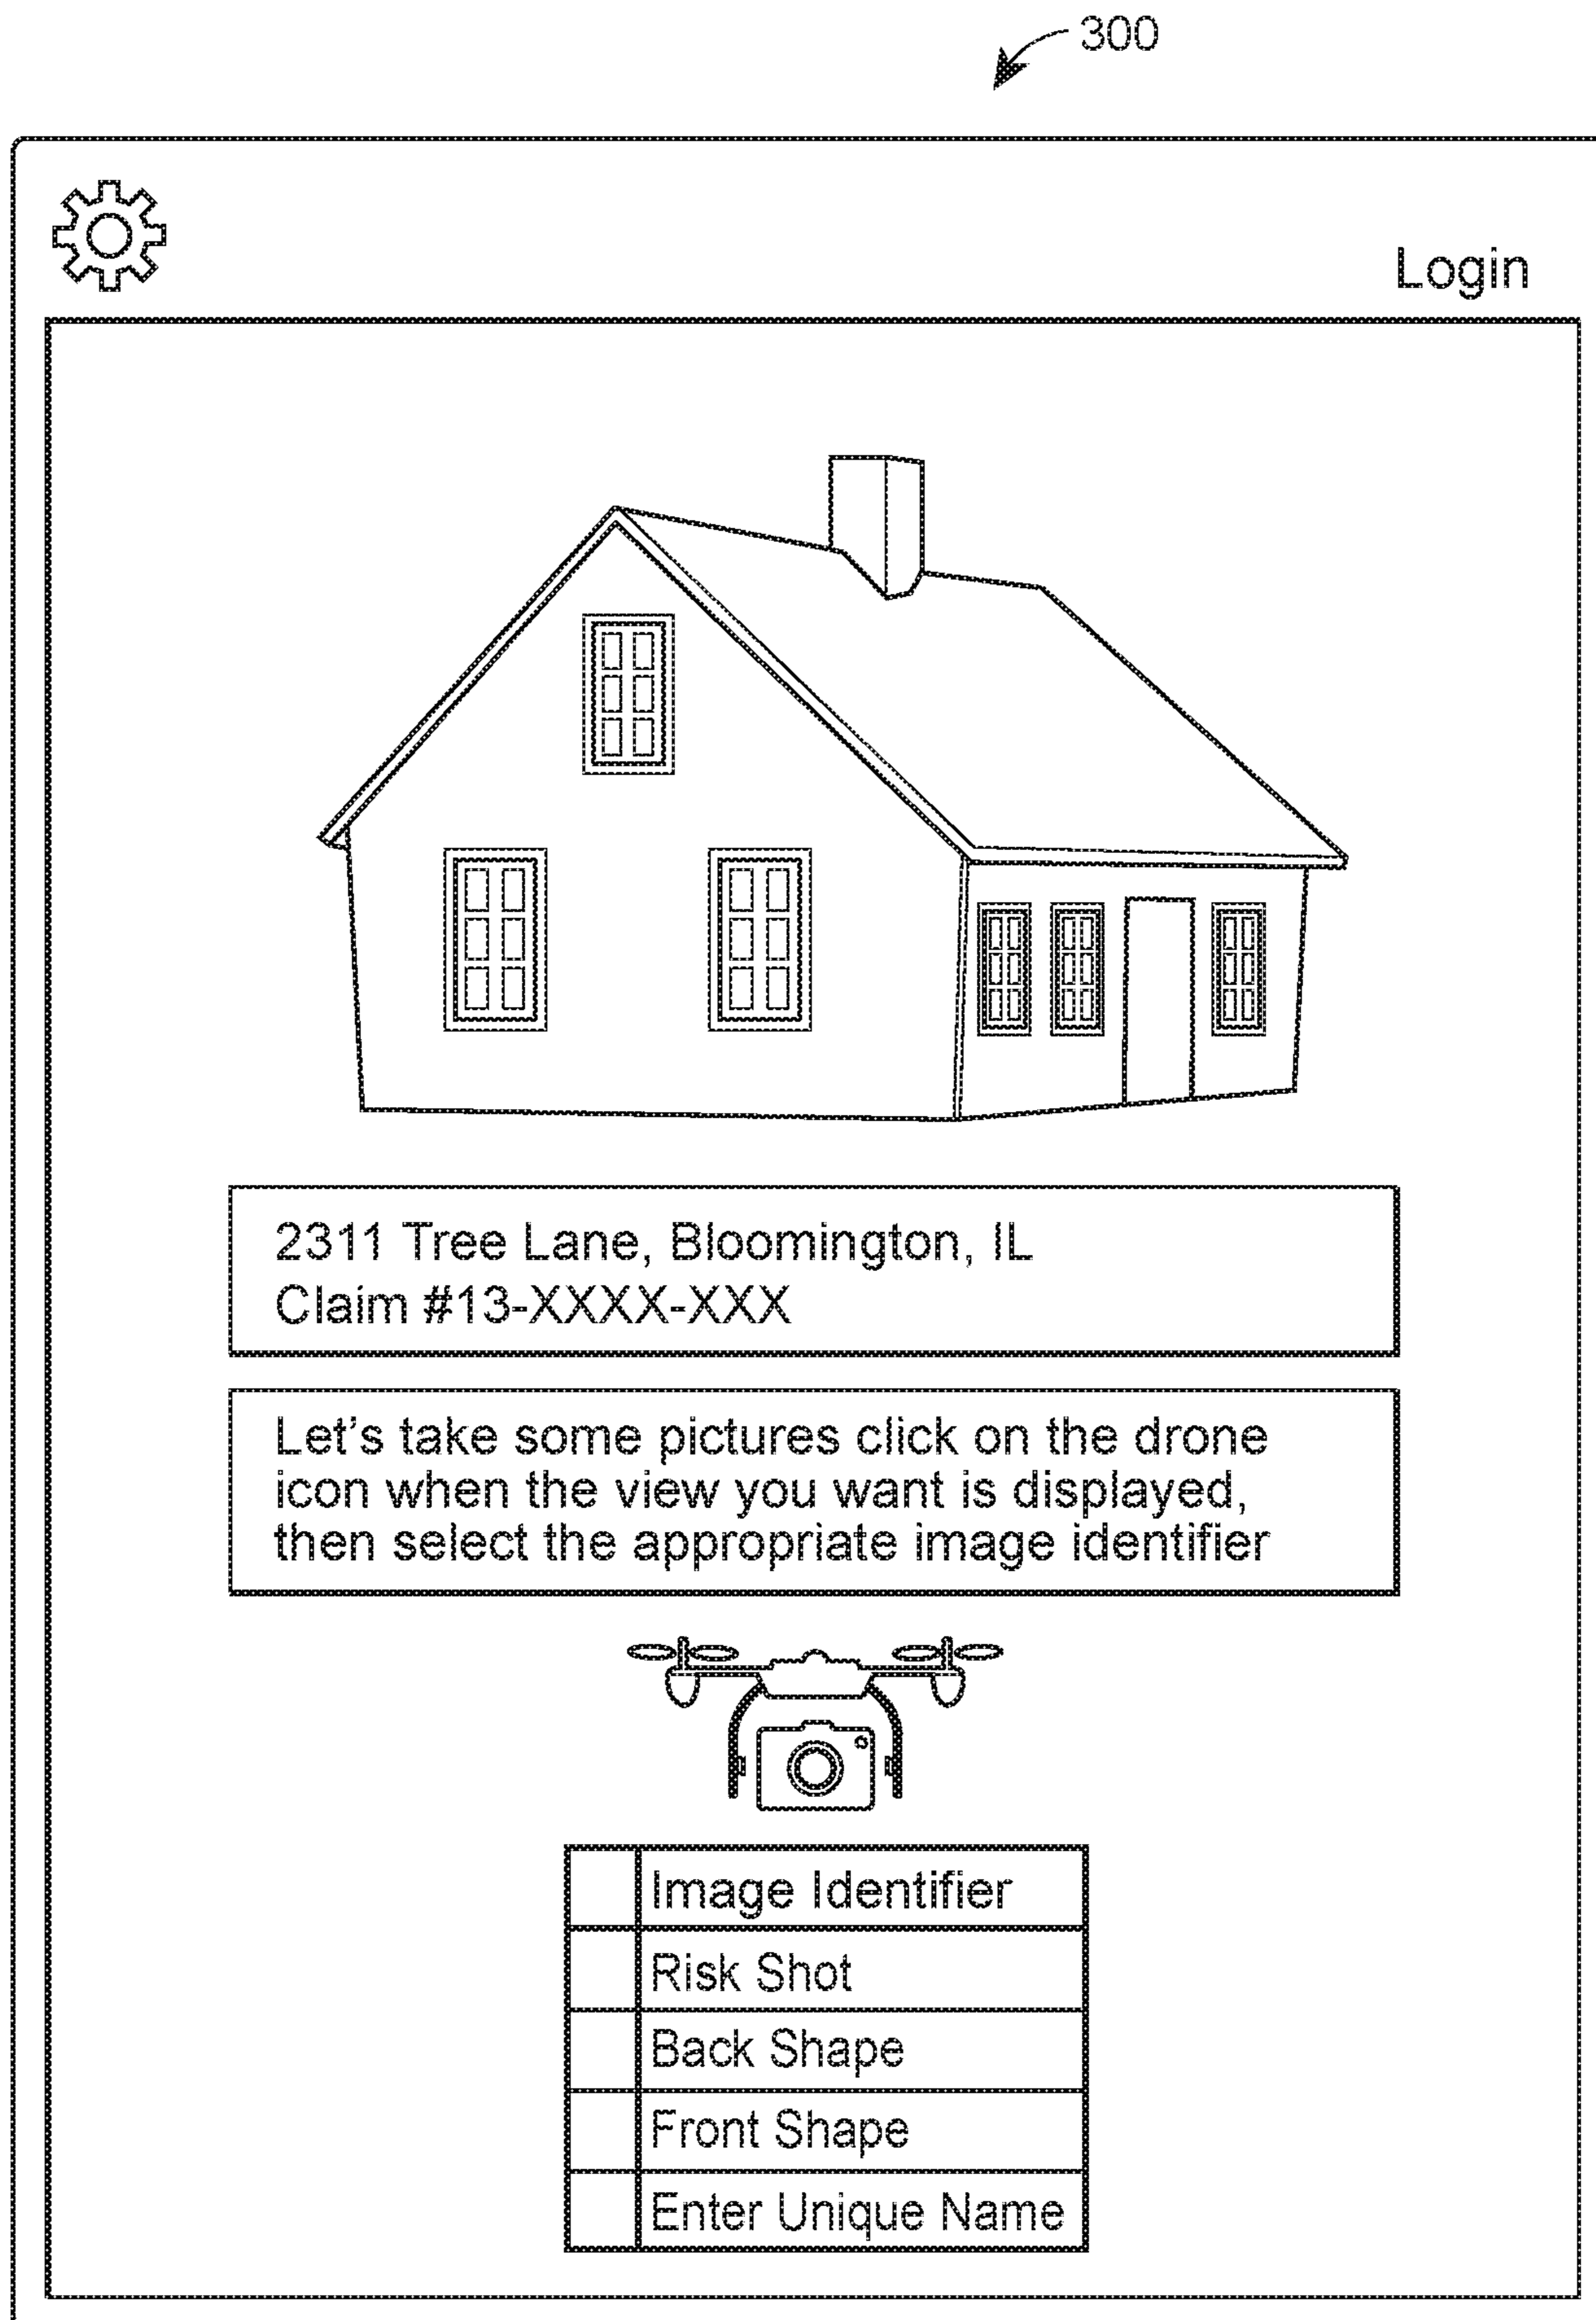 300
Login
2311 Tree Lane, Bloomington, IL
Claim #13-XXXX-XXX
Let's take some pictures click on the drone
icon when the view you want is displayed,
then select the appropriate image identifier
Image Identifier
Risk Shot
Back Shape
Front Shape
Enter Unique Name